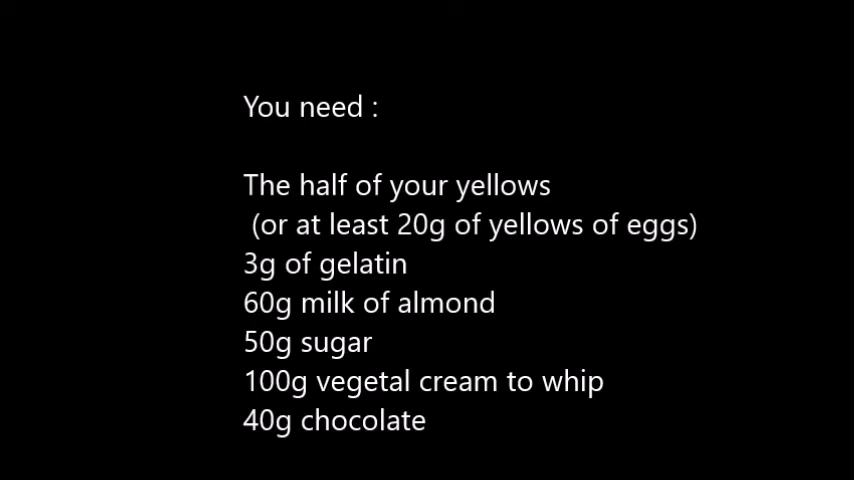 You need :
The half of your yellows
(or at least 20g of yellows of eggs)
3g of gelatin
60g milk of almond
50g sugar
100g vegetal cream to whip
40g chocolate